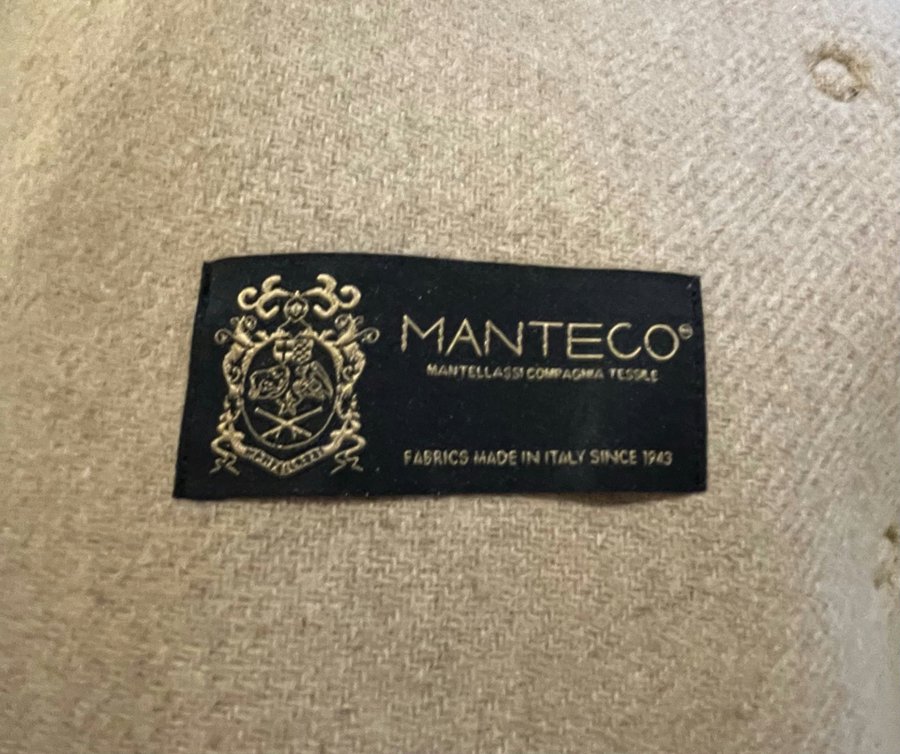 MANTECO®
MANTELLASSI COMPAGNIA TESSILE
FABRICS MADE IN ITALY SINCE 1943